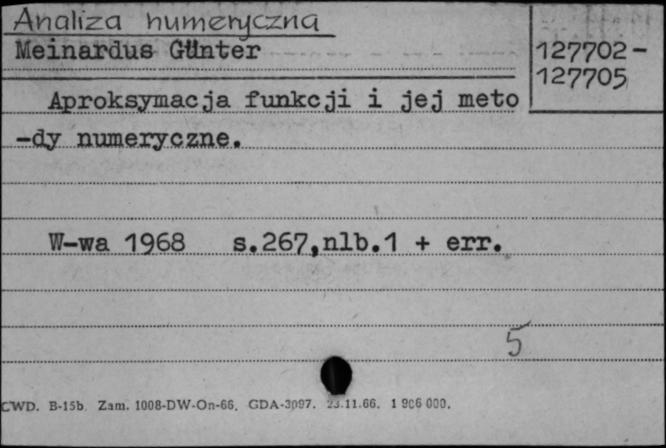 Analiza numeryczna
Meinardus Günter
127702-
127705
Aproksymacja funkcji i jej meto
-dy numeryczne.
W-wa 1968 s.267,nlb.1 + err.
5
CWD. B-15b. Zam. 1008-DW-On-66. GDA-3097. 23.11.66. 1 906 000.